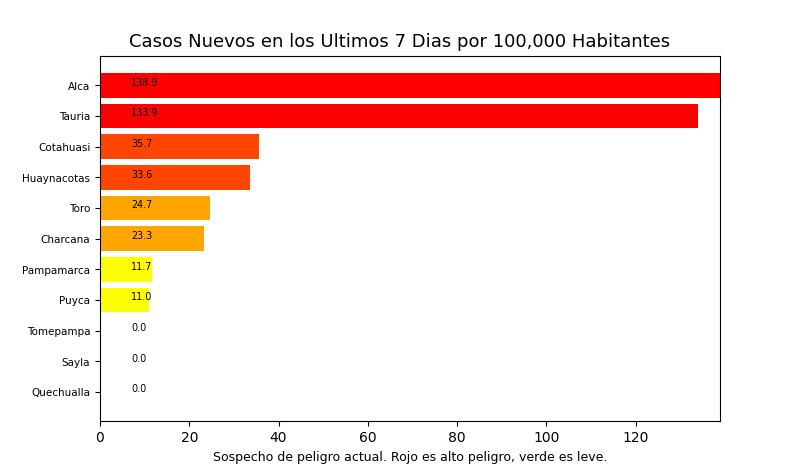 Casos Nuevos en los Ultimos 7 Dias por 100,000 Habitantes
Alca 138.9
Tauria 133.9
Cotahuasi 35.7
Huaynacotas 33.6
Toro 24.7
Charcana 23.3
Pampamarca 11.7
Puyca 11.0
Tomepampa 0.0
Sayla 0.0
Quechualla 0.0
0 20 40 60 80 100 120
Sospecho de peligro actual. Rojo es alto peligro, verde es leve.